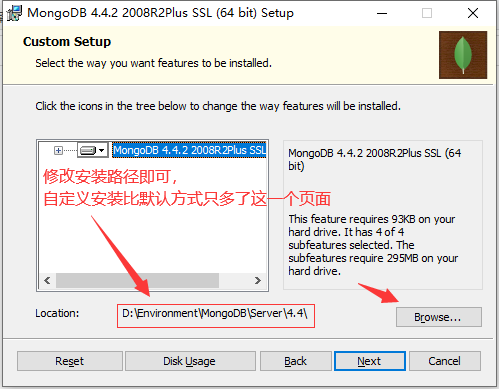 MongoDB 4.4.2 2008R2Plus SSL (64 bit) Setup
Custom Setup
Select the way you want features to be installed.
Click the icons in the tree below to change the way features will be installed.
MongoDB 4.4.2 2008R2Plus SSL
修改安装路径即可，
自定义安装比默认方式只多了这一个页面
MongoDB 4.4.2 2008R2Plus SSL (64
bit)
This feature requires 93KB on your
hard drive. It has 4 of 4
subfeatures selected. The
subfeatures require 295MB on your
hard drive.
Location:
D:\Environment\MongoDB\Server\4.4\
Browse...
Reset
Disk Usage
Back
Next
Cancel